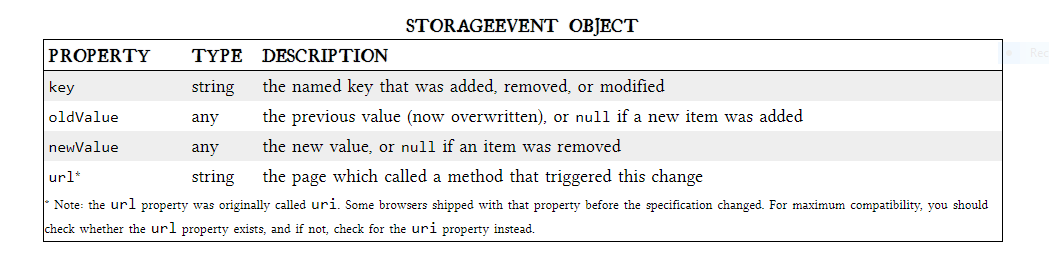 STORAGEEVENT OBJECT
PROPERTY TYPE DESCRIPTION
key string the named key that was added, removed, or modified
oldValue any the previous value (now overwritten), or null if a new item was added
newValue any the new value, or null if an item was removed
url* string the page which called a method that triggered this change
* Note: the url property was originally called uri. Some browsers shipped with that property before the specification changed. For maximum compatibility, you should
check whether the url property exists, and if not, check for the uri property instead.